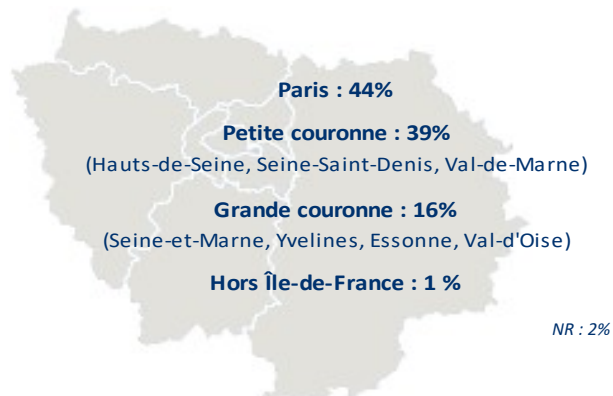 Paris : 44%
Petite couronne : 39%
(Hauts-de-Seine, Seine-Saint-Denis, Val-de-Marne)
Grande couronne : 16%
(Seine-et-Marne, Yvelines, Essonne, Val-d'Oise)
Hors Île-de-France : 1 %
NR : 2%